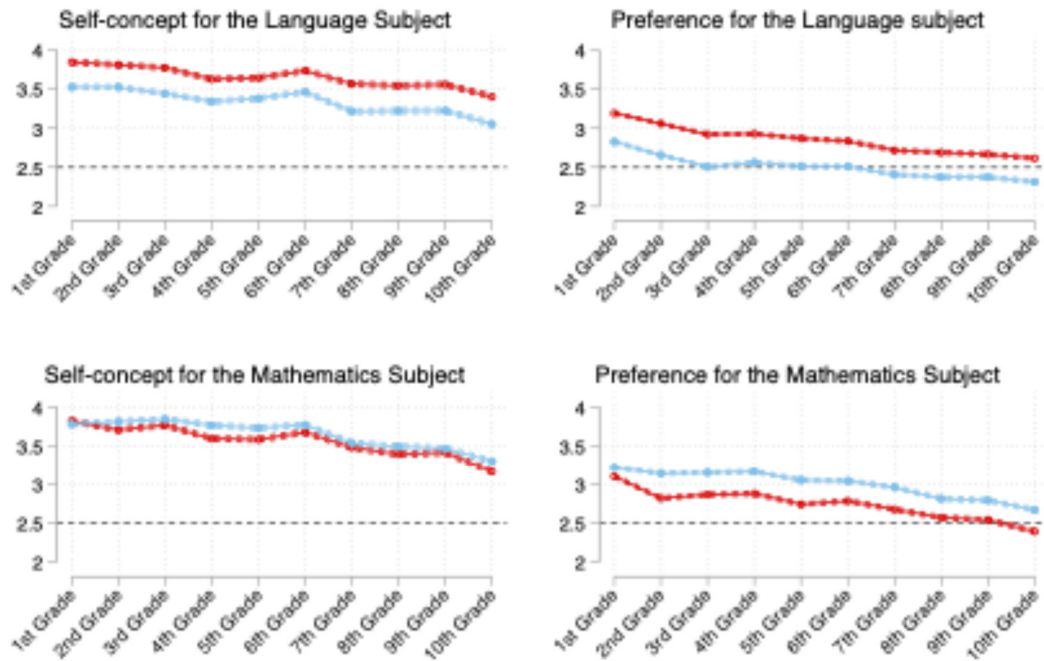 Self-concept for the Language Subject
4
3.5
3
2.5
2
1st Grade
2nd Grade
3rd Grade
4th Grade
5th Grade
6th Grade
7th Grade
8th Grade
9th Grade
10th Grade
Preference for the Language subject
4
3.5
3
2.5
2
1st Grade
2nd Grade
3rd Grade
4th Grade
5th Grade
6th Grade
7th Grade
8th Grade
9th Grade
10th Grade
Self-concept for the Mathematics Subject
4
3.5
3
2.5
2
1st Grade
2nd Grade
3rd Grade
4th Grade
5th Grade
6th Grade
7th Grade
8th Grade
9th Grade
10th Grade
Preference for the Mathematics Subject
4
3.5
3
2.5
2
1st Grade
2nd Grade
3rd Grade
4th Grade
5th Grade
6th Grade
7th Grade
8th Grade
9th Grade
10th Grade